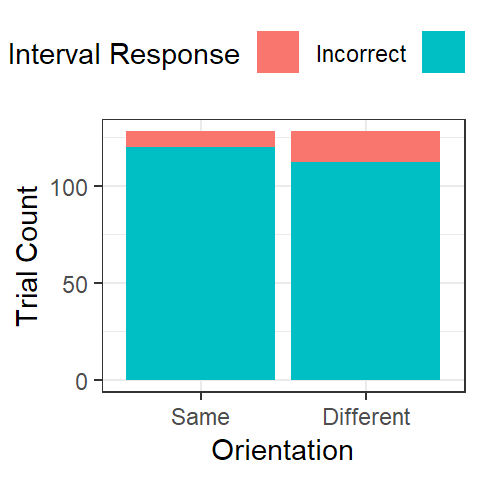 Interval Response Incorrect
Trial Count
100
50
0
Same Different
Orientation